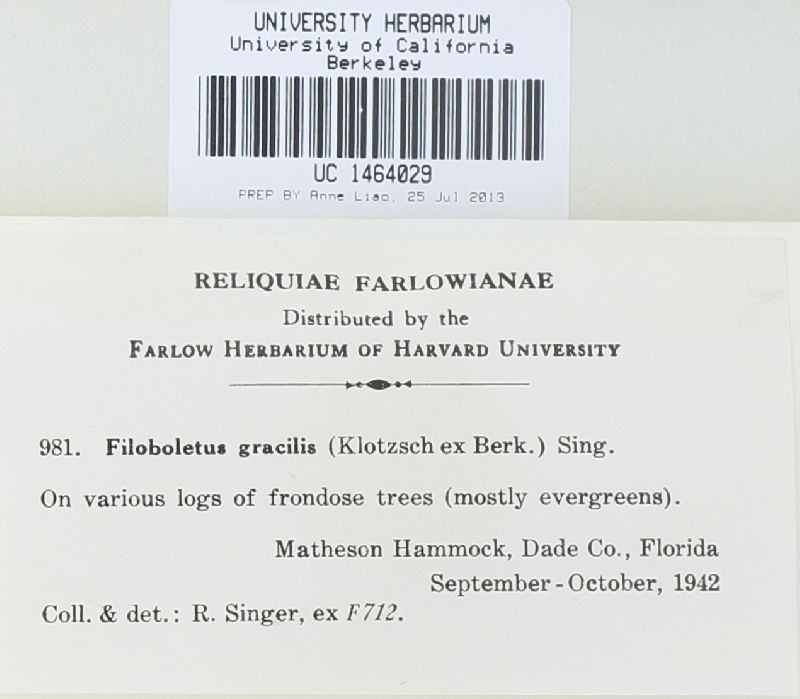 UNIVERSITY HERBARIUM
University of California
Berkeley
UC 1464029
PREP BY Anne Liao, 25 Jul 2013
RELIQUIAE FARLOWIANAE
Distributed by the
FARLOW HERBARIUM OF HARVARD UNIVERSITY
981. Filoboletus gracilis (Klotzsch ex Berk.) Sing.
On various logs of frondose trees (mostly evergreens).
Matheson Hammock, Dade Co., Florida
September-October, 1942
Coll. & det.: R. Singer, ex F712.